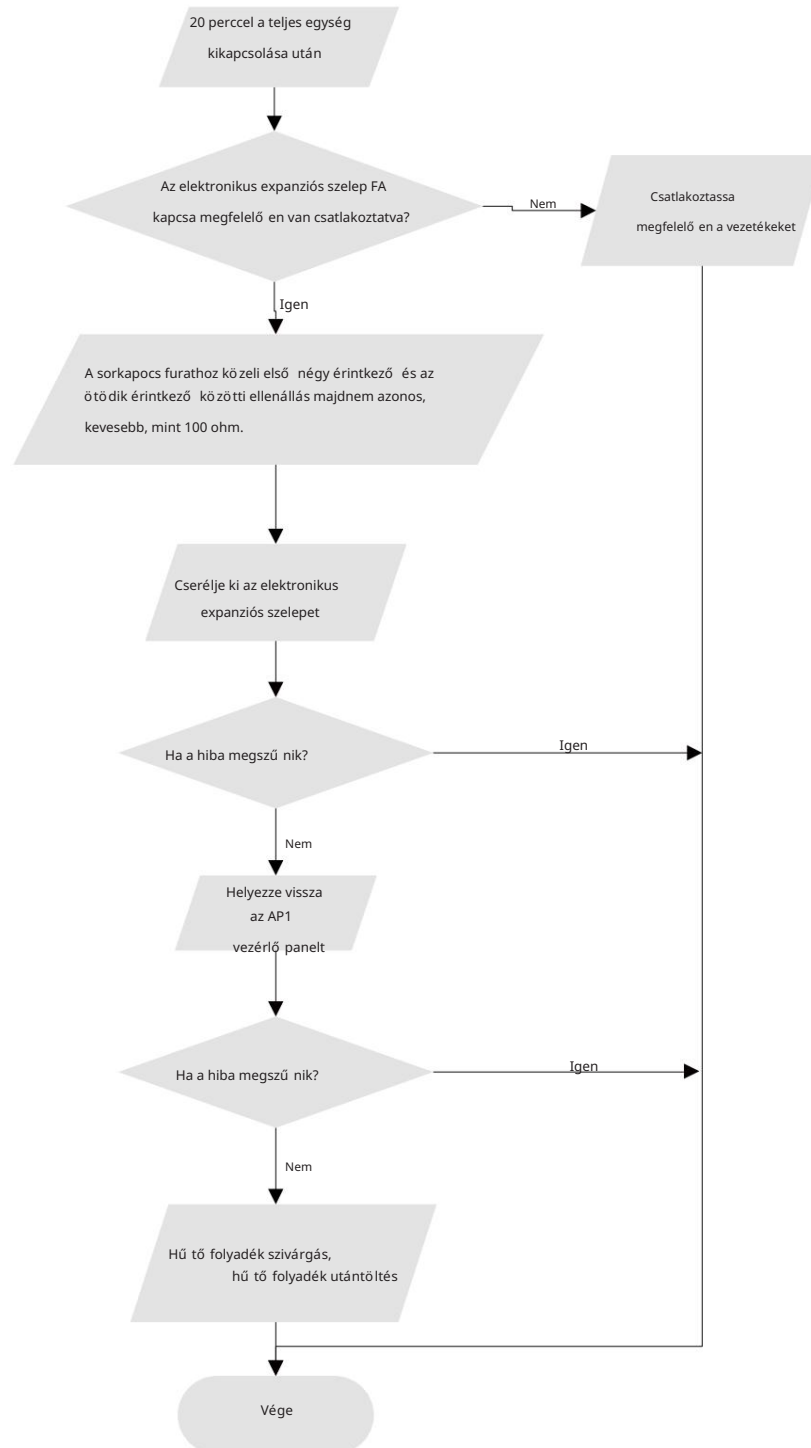 20 perccel a teljes egység
kikapcsolása után
Az elektronikus expanziós szelep FA
kapcsa megfelelő en van csatlakoztatva?
Nem
Csatlakoztassa
megfelelő en a vezetékeket
Igen
A sorkapocs furathoz közeli első négy érintkező és az
ötödik érintkező közötti ellenállás majdnem azonos,
kevesebb, mint 100 ohm.
Cserélje ki az elektronikus
expanziós szelepet
Ha a hiba megszű nik?
Igen
Nem
Helyezze vissza
az AP1
vezérlő panelt
Ha a hiba megszű nik?
Igen
Nem
Hű tő folyadék szivárgás,
hű tő folyadék utántöltés
Vége